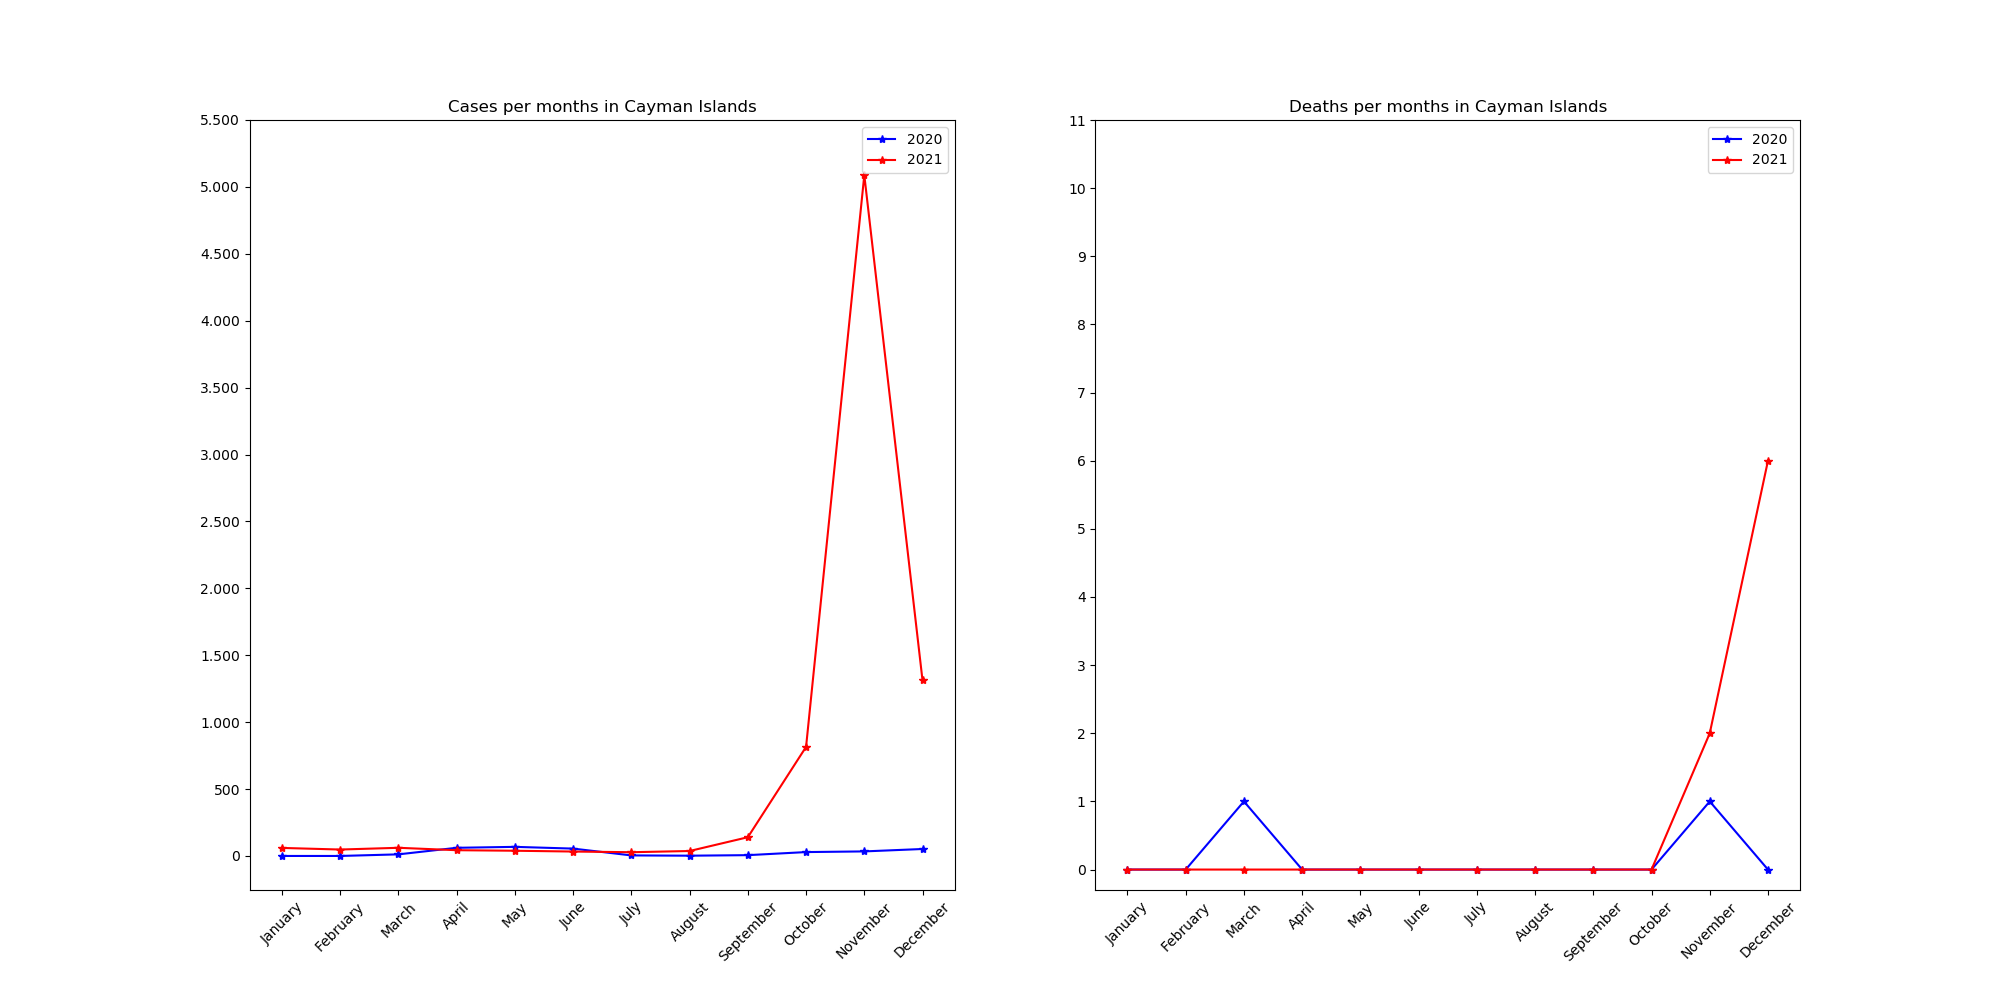 Cases per months in Cayman Islands
5.500
5.000
4.500
4.000
3.500
3.000
2.500
2.000
1.500
1.000
500
0
2020
2021
January
February
March
April
May
June
July
August
September
October
November
December
Deaths per months in Cayman Islands
11
10
9
8
7
6
5
4
3
2
1
0
2020
2021
January
February
March
April
May
June
July
August
September
October
November
December